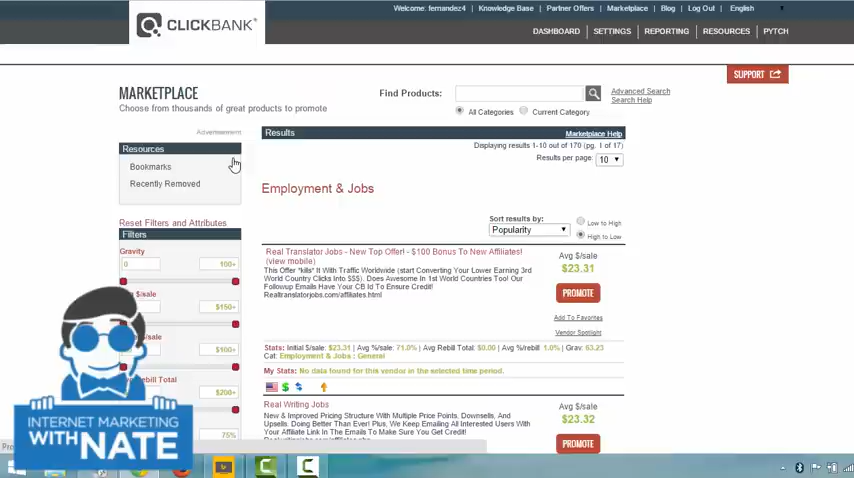 Welcome: fernandez4 | Knowledge Base | Partner Offers | Marketplace | Blog | Log Out | English
CLICKBANK
DASHBOARD | SETTINGS | REPORTING | RESOURCES | PYTCH
SUPPORT
MARKETPLACE
Choose from thousands of great products to promote
Find Products:
Advanced Search
Search Help
All Categories
Current Category
Advertisement
Resources
Bookmarks
Recently Removed
Reset Filters and Attributes
Filters
Gravity
0
100+
$/sale
$150+
/sale
$100+
ebill Total
$200+
75%
Results
Marketplace Help
Displaying results 1-10 out of 170 (pg. 1 of 17)
Results per page: 10
Employment & Jobs
Sort results by:
Popularity
Low to High
High to Low
Real Translator Jobs - New Top Offer! - $100 Bonus To New Affiliates!
(view mobile)
This Offer *kills* It With Traffic Worldwide (start Converting Your Lower Earning 3rd
World Country Clicks Into $$$). Does Awesome In 1st World Countries Too! Our
Followup Emails Have Your CB Id To Ensure Credit!
Realtranslatorjobs.com/affiliates.html
Avg $/sale
$23.31
PROMOTE
Add To Favorites
Vendor Spotlight
Stats: Initial $/sale: $23.31 | Avg %/sale: 71.0% | Avg Rebill Total: $0.00 | Avg %/rebill 1.0% | Grav: 63.23
Cat: Employment & Jobs : General
My Stats: No data found for this vendor in the selected time period.
Real Writing Jobs
New & Improved Pricing Structure With Multiple Price Points, Downsells, And
Upsells. Doing Better Than Ever! Plus, We Keep Emailing All Interested Users With
Your Affiliate Link In The Emails To Make Sure You Get Credit!
Avg $/sale
$23.32
PROMOTE
INTERNET MARKETING
WITH
NATE